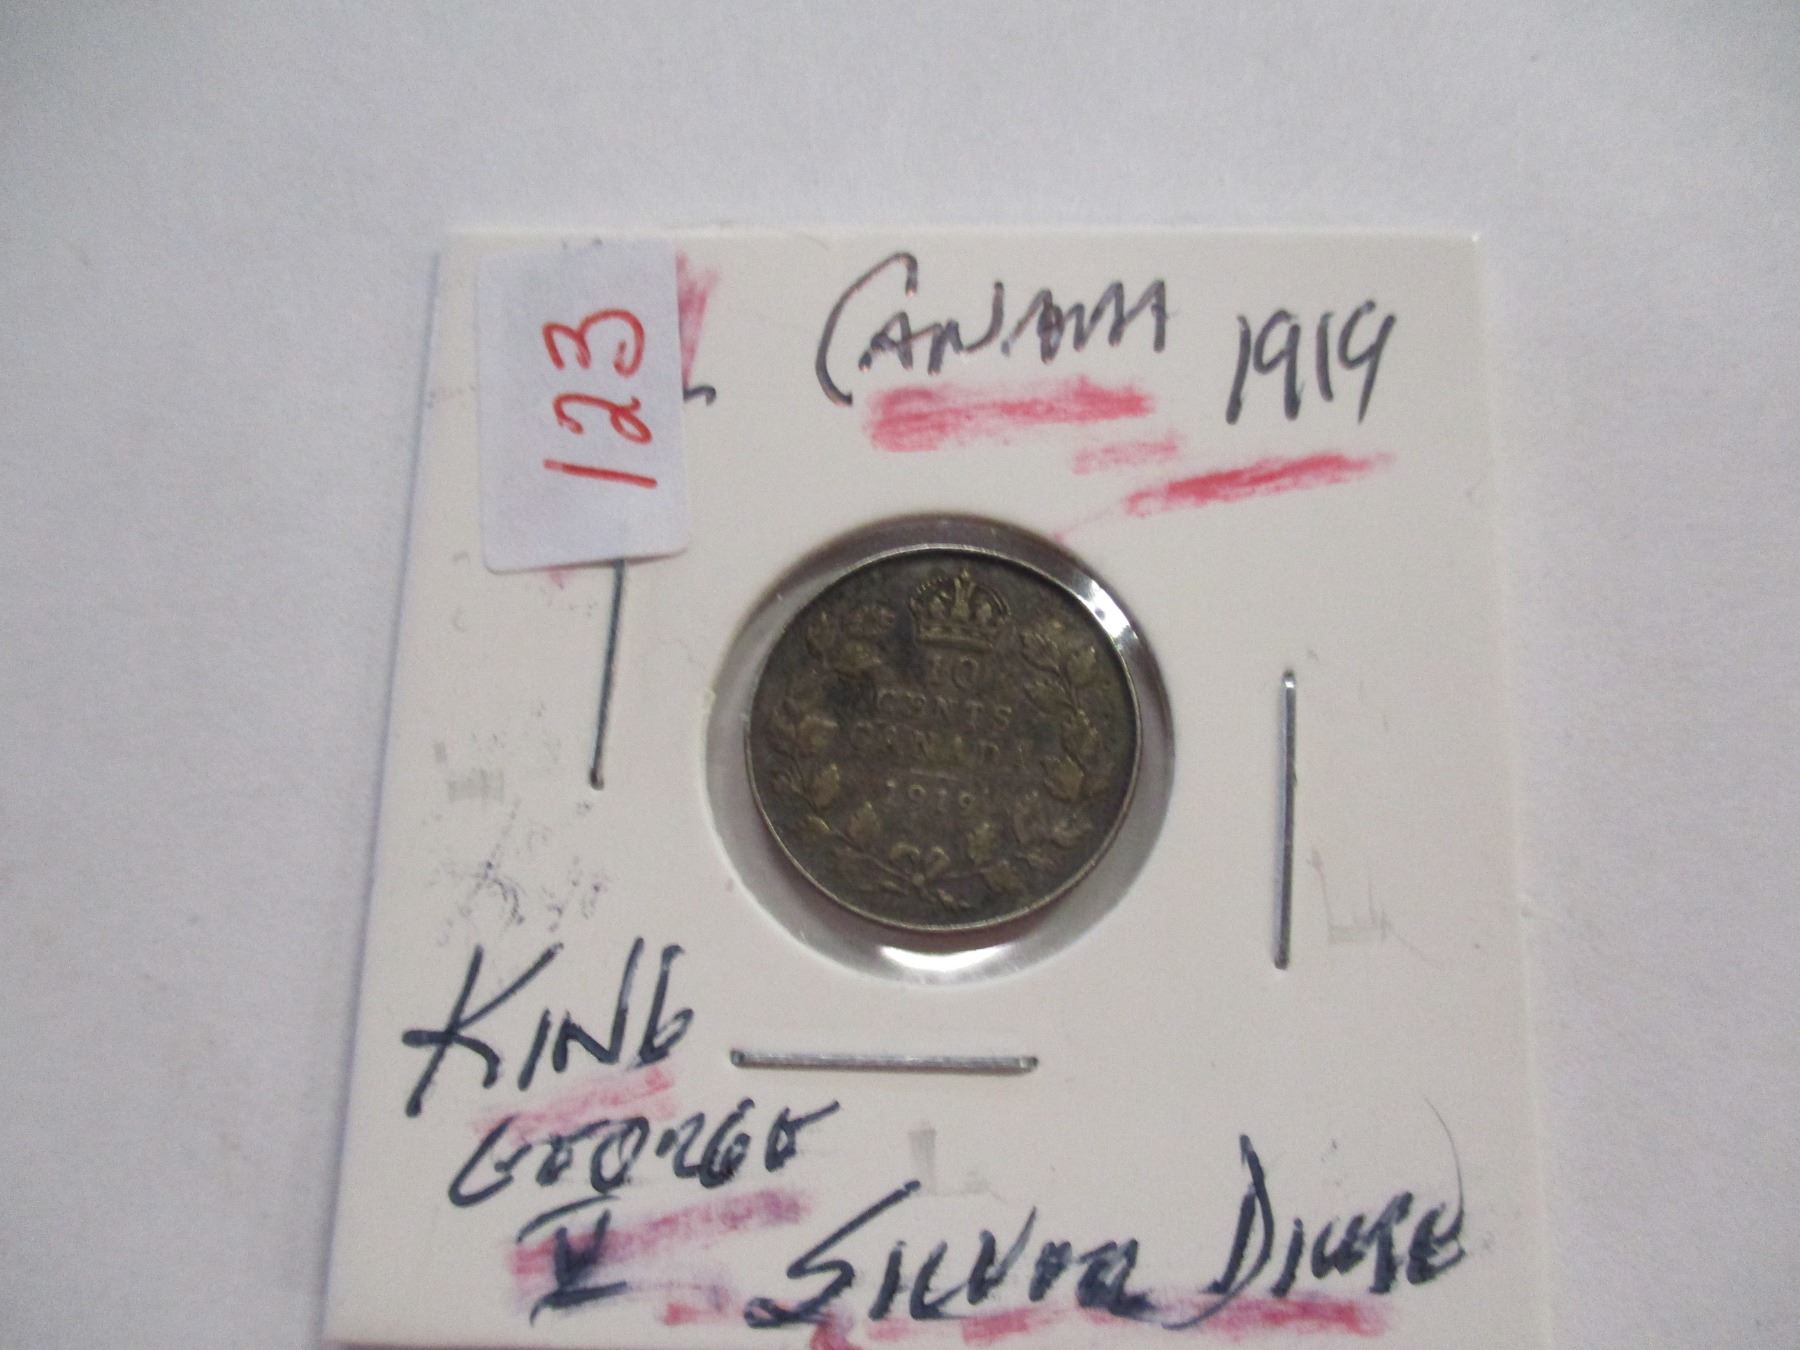 123
CANADA 1919
10
CENTS
CANADA
1919
KING
GEORGE
V
SILVER DIME